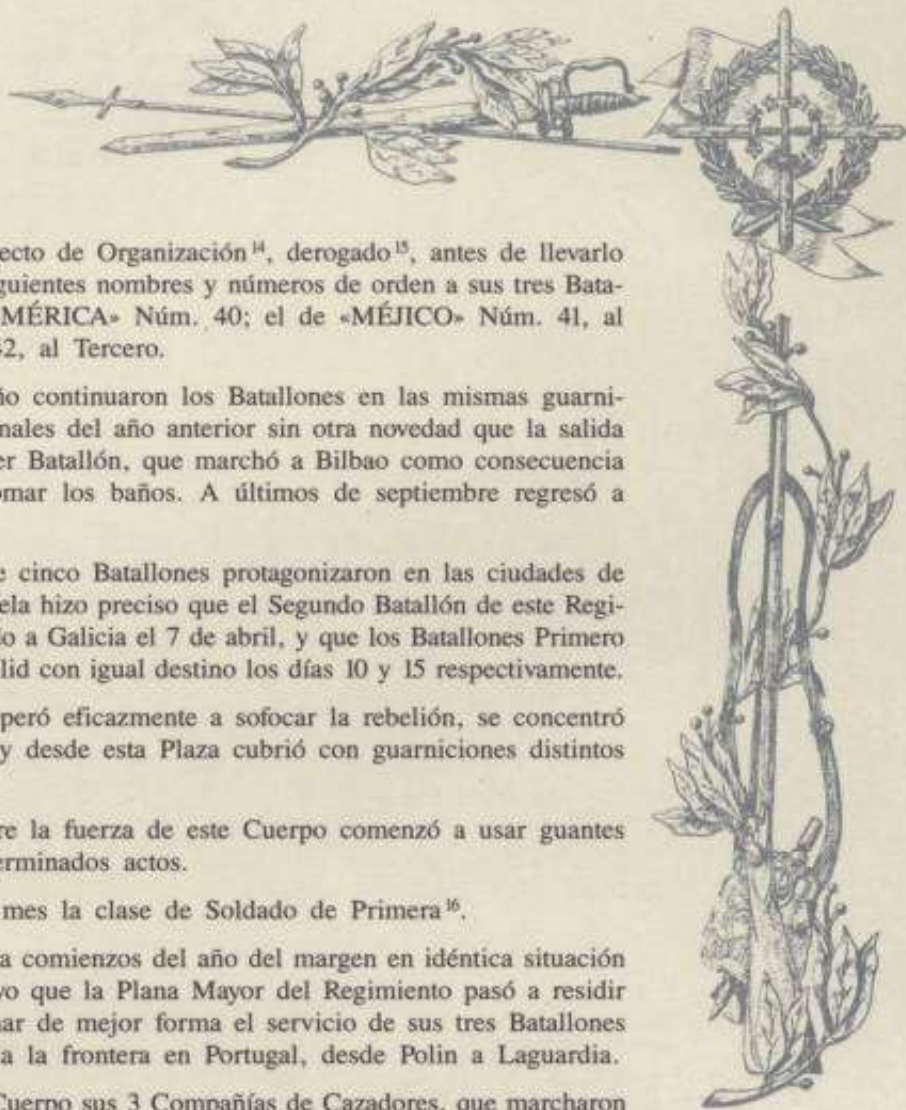 ecto de Organización¹⁴, derogado¹⁵, antes de llevarlo
guientes nombres y números de orden a sus tres Bata-
MÉRICA» Núm. 40; el de «MÉJICO» Núm. 41, al
42, al Tercero.
ño continuaron los Batallones en las mismas guarni-
nales del año anterior sin otra novedad que la salida
er Batallón, que marchó a Bilbao como consecuencia
omar los baños. A últimos de septiembre regresó a
e cinco Batallones protagonizaron en las ciudades de
ela hizo preciso que el Segundo Batallón de este Regi-
lo a Galicia el 7 de abril, y que los Batallones Primero
lid con igual destino los días 10 y 15 respectivamente.
peró eficazmente a sofocar la rebelión, se concentró
y desde esta Plaza cubrió con guarniciones distintos
re la fuerza de este Cuerpo comenzó a usar guantes
erminados actos.
mes la clase de Soldado de Primera¹⁶.
a comienzos del año del margen en idéntica situación
vo que la Plana Mayor del Regimiento pasó a residir
nar de mejor forma el servicio de sus tres Batallones
a la frontera en Portugal, desde Polin a Laguardia.
Cuerpo sus 3 Compañías de Cazadores, que marcharon